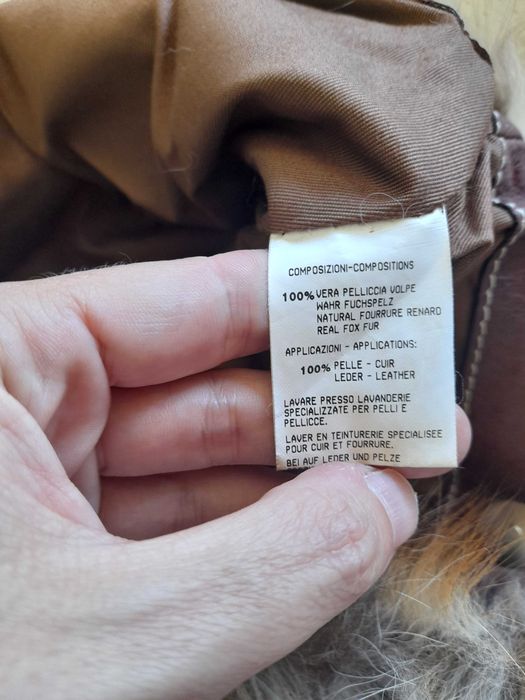 COMPOSIZIONI-COMPOSITIONS
100% VERA PELLICCIA VOLPE
WAHR FUCHSPELZ
NATURAL FOURRURE RENARD
REAL FOX FUR
APPLICAZIONI - APPLICATIONS:
100% PELLE - CUIR
LEDER - LEATHER
LAVARE PRESSO LAVANDERIE
SPECIALIZZATE PER PELLI E
PELLICCE.
LAVER EN TEINTURERIE SPECIALISEE
POUR CUIR ET FOURRURE.
BEI AUF LEDER UND PELZE